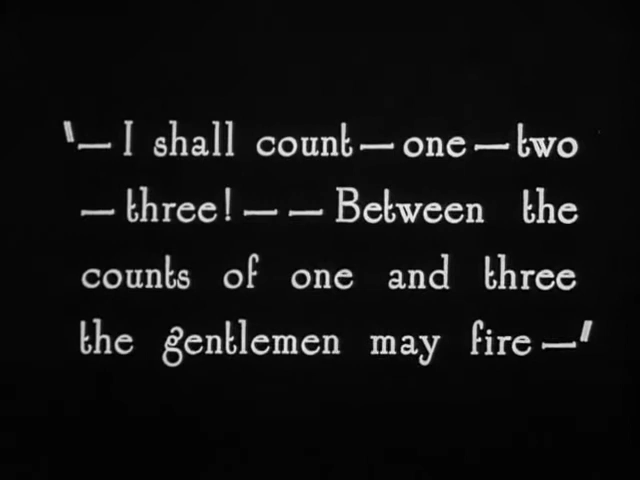 "—I shall count—one—two
—three!— —Between the
counts of one and three
the gentlemen may fire—"